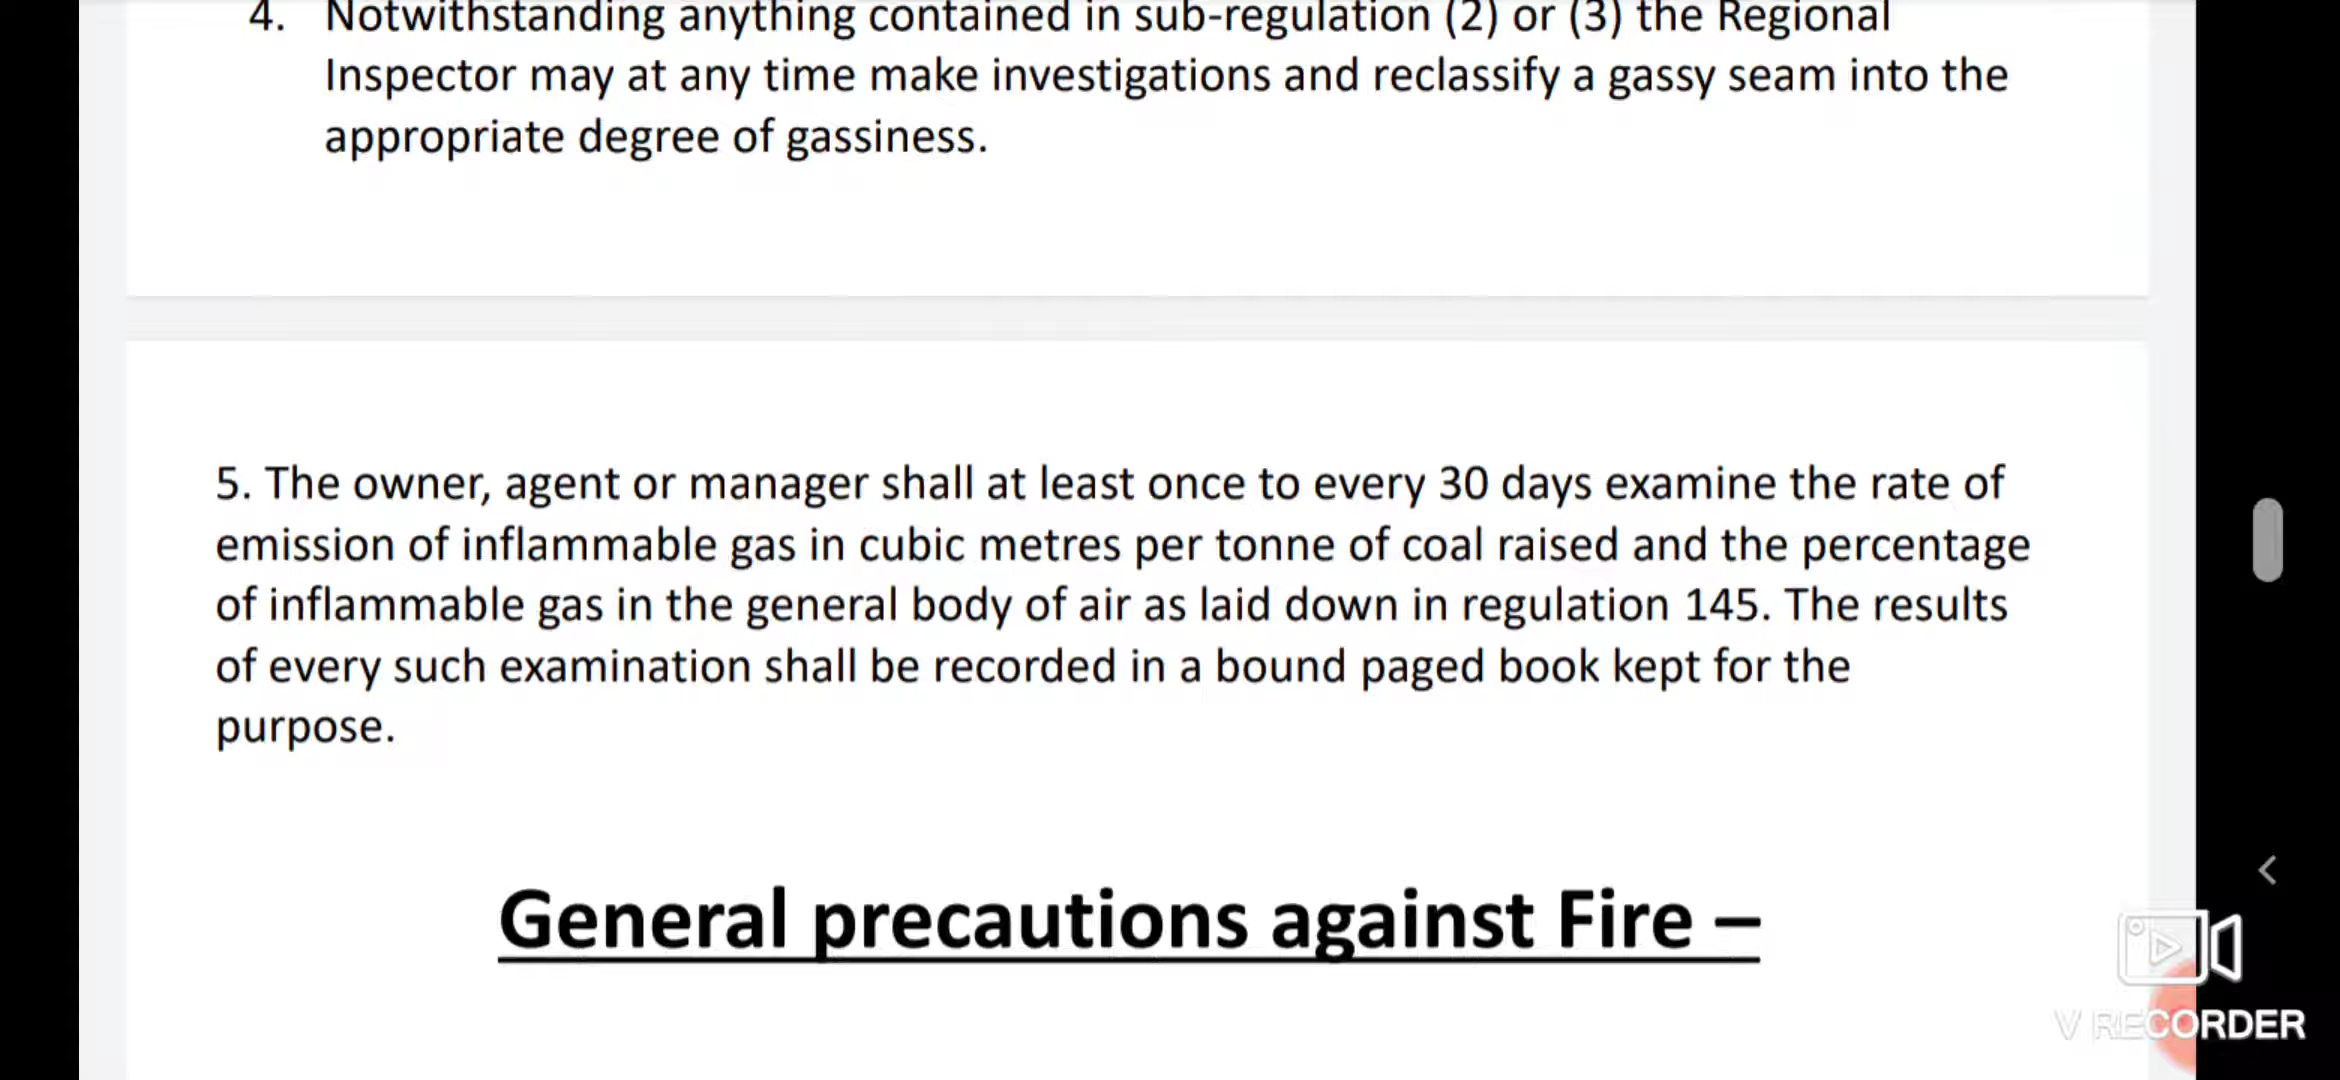 4. Notwithstanding anything contained in sub-regulation (2) or (3) the Regional
Inspector may at any time make investigations and reclassify a gassy seam into the
appropriate degree of gassiness.
5. The owner, agent or manager shall at least once to every 30 days examine the rate of
emission of inflammable gas in cubic metres per tonne of coal raised and the percentage
of inflammable gas in the general body of air as laid down in regulation 145. The results
of every such examination shall be recorded in a bound paged book kept for the
purpose.
General precautions against Fire –
V RECORDER